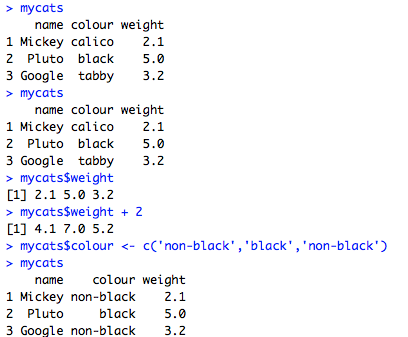 > mycats
    name colour weight
1 Mickey calico    2.1
2  Pluto  black    5.0
3 Google  tabby    3.2
> mycats
    name colour weight
1 Mickey calico    2.1
2  Pluto  black    5.0
3 Google  tabby    3.2
> mycats$weight
[1] 2.1 5.0 3.2
> mycats$weight + 2
[1] 4.1 7.0 5.2
> mycats$colour <- c('non-black','black','non-black')
> mycats
    name    colour weight
1 Mickey non-black    2.1
2  Pluto     black    5.0
3 Google non-black    3.2